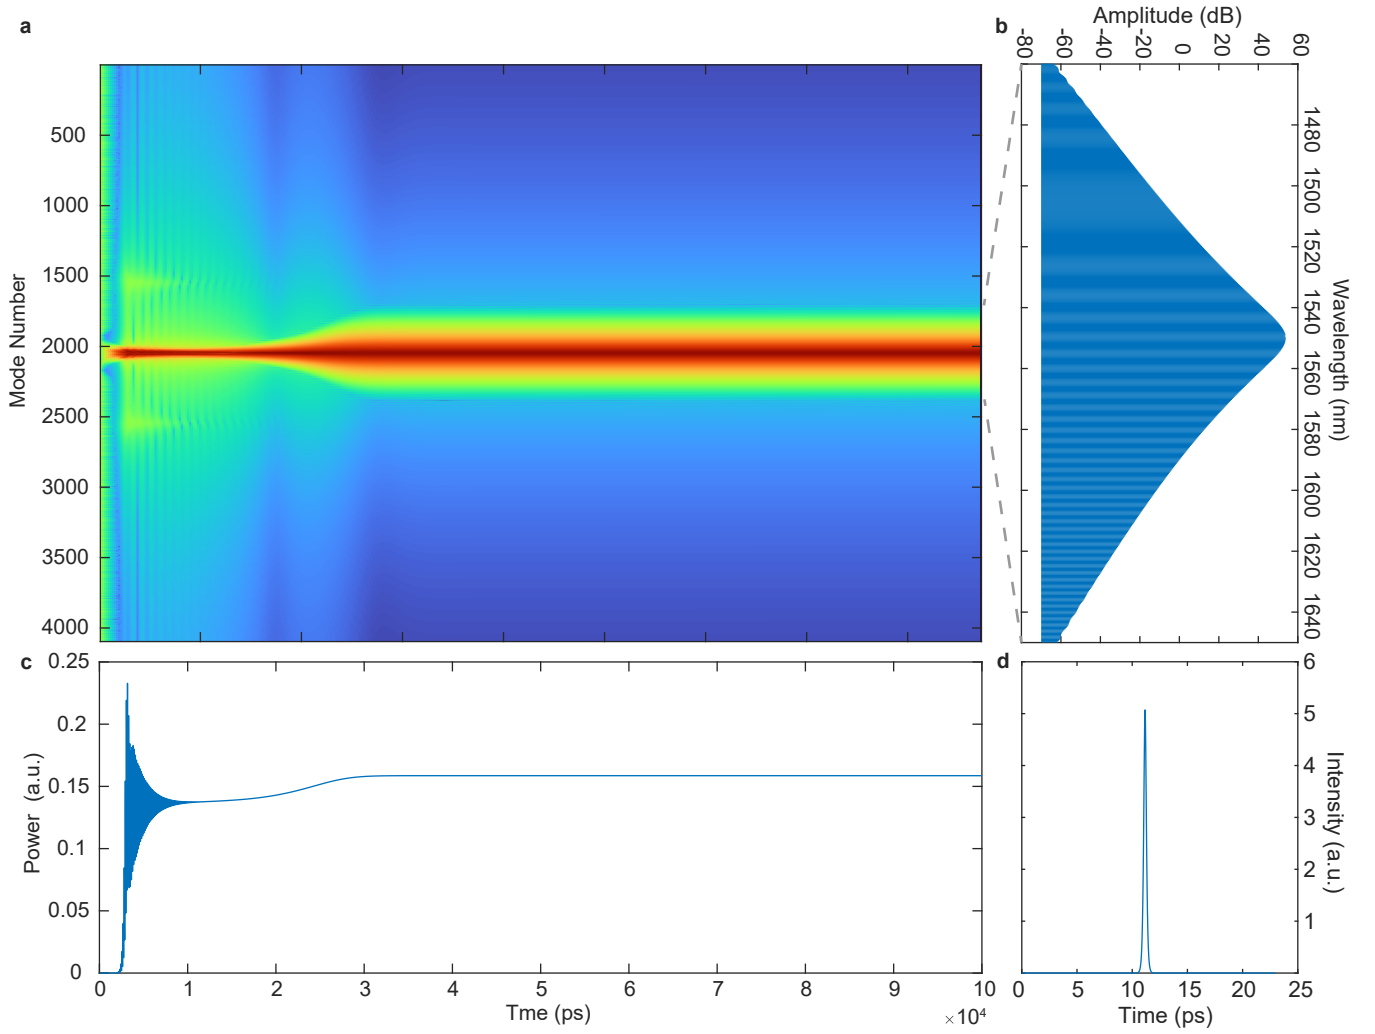 a
b
Amplitude (dB)
-80 -60 -40 -20 0 20 40 60
Mode Number
500
1000
1500
2000
2500
3000
3500
4000
1480
1500
1520
1540
1560
1580
1600
1620
1640
Wavelength (nm)
c
Power (a.u.)
0.25
0.2
0.15
0.1
0.05
0
0 1 2 3 4 5 6 7 8 9 10
Tme (ps)
×10⁴
d
6
5
4
3
2
1
Intensity (a.u.)
0 5 10 15 20 25
Time (ps)